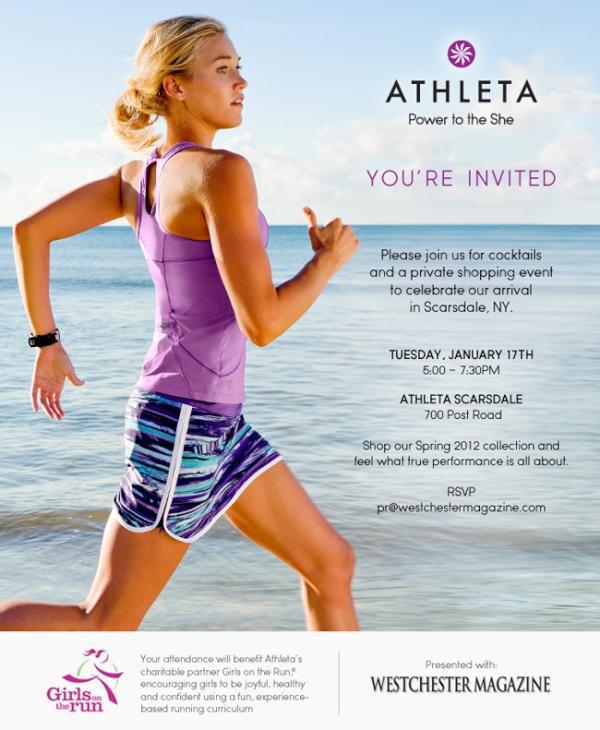 ATHLETA
Power to the She
YOU'RE INVITED
Please join us for cocktails
and a private shopping event
to celebrate our arrival
in Scarsdale, NY.
TUESDAY, JANUARY 17TH
5:00 – 7:30PM
ATHLETA SCARSDALE
700 Post Road
Shop our Spring 2012 collection and
feel what true performance is all about.
RSVP
pr@westchestermagazine.com
Girls on
the run
Your attendance will benefit Athleta's
charitable partner Girls on the Run,®
encouraging girls to be joyful, healthy
and confident using a fun, experience-
based running curriculum
Presented with:
WESTCHESTER MAGAZINE